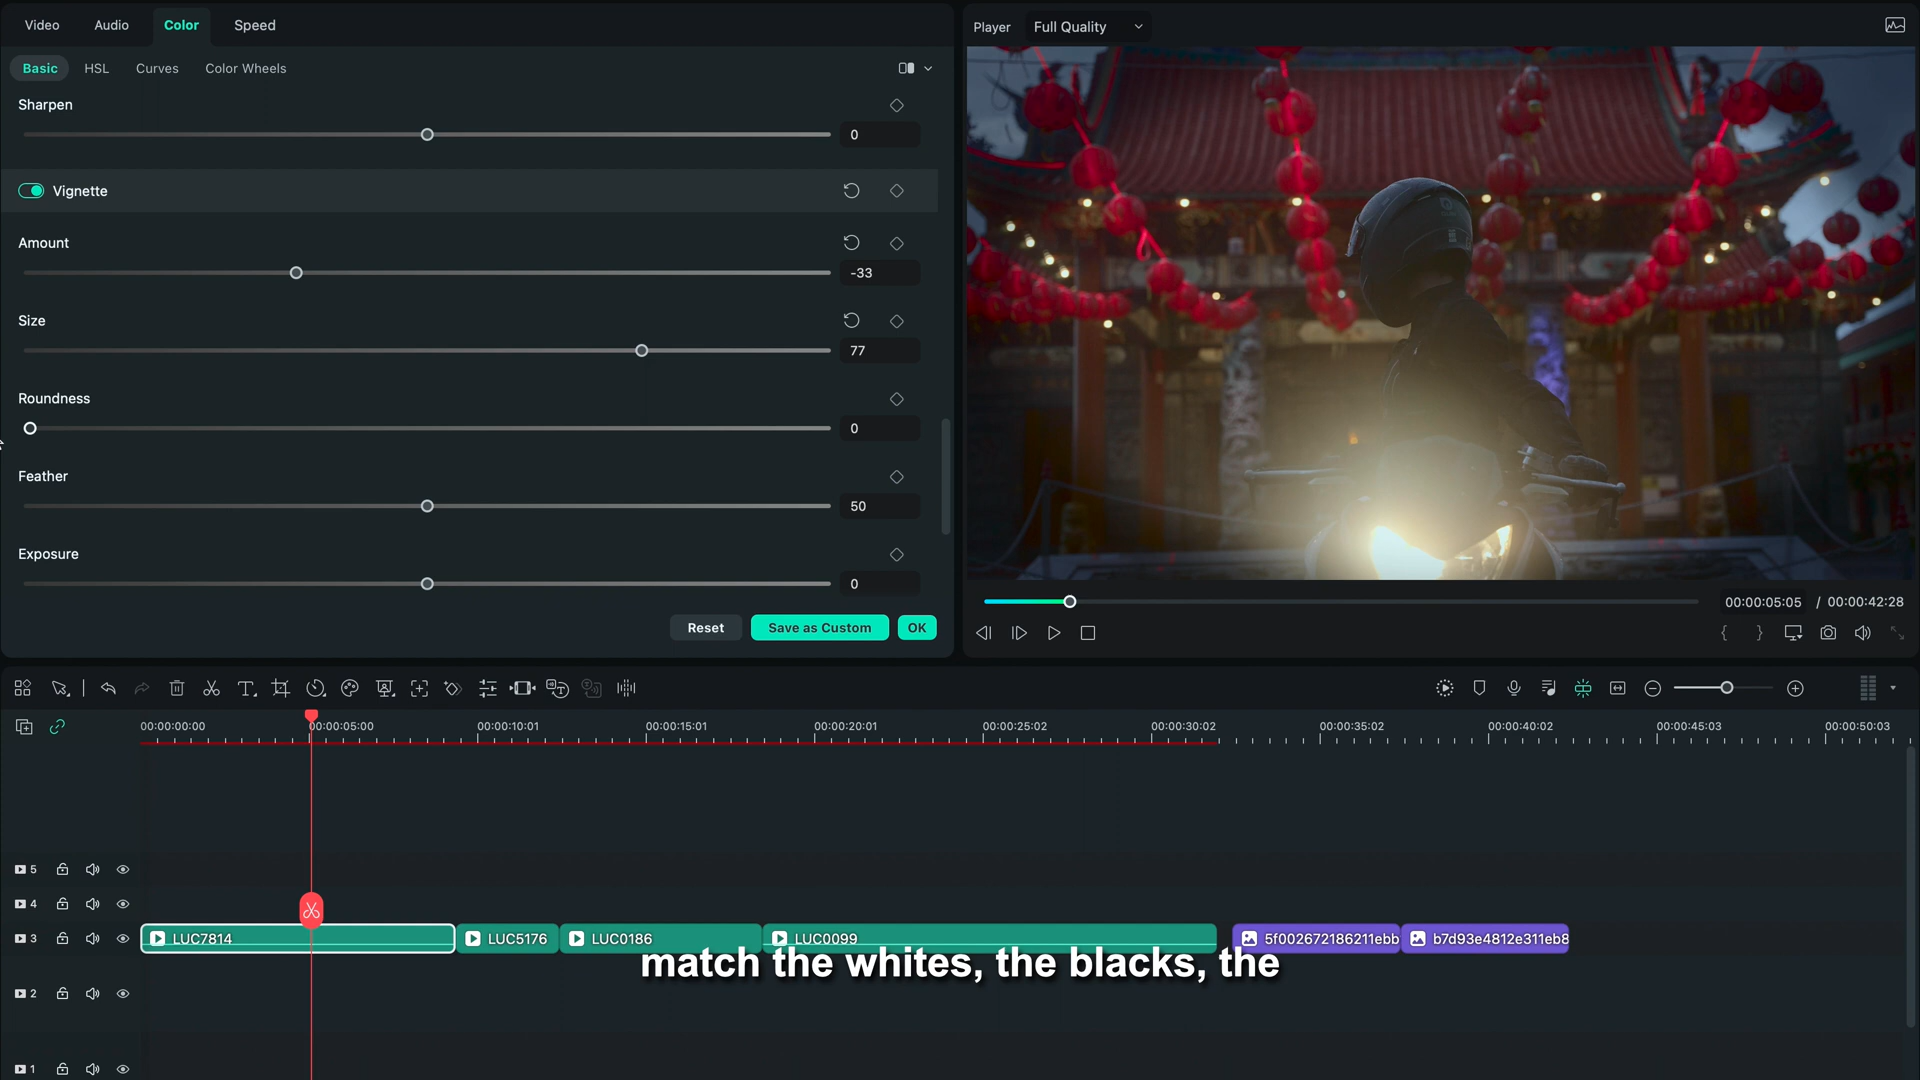 Video Audio Color Speed
Basic HSL Curves Color Wheels
Sharpen
0
Vignette
Amount
-33
Size
77
Roundness
0
Feather
50
Exposure
0
Reset Save as Custom OK
Player Full Quality
00:00:05:05 / 00:00:42:28
{ }
00:00:00:00 00:00:05:00 00:00:10:01 00:00:15:01 00:00:20:01 00:00:25:02 00:00:30:02 00:00:35:02 00:00:40:02 00:00:45:03 00:00:50:03
5
4
3 LUC7814 LUC5176 LUC0186 LUC0099 5f002672186211ebb b7d93e4812e311eb8
match the whites, the blacks, the
2
1